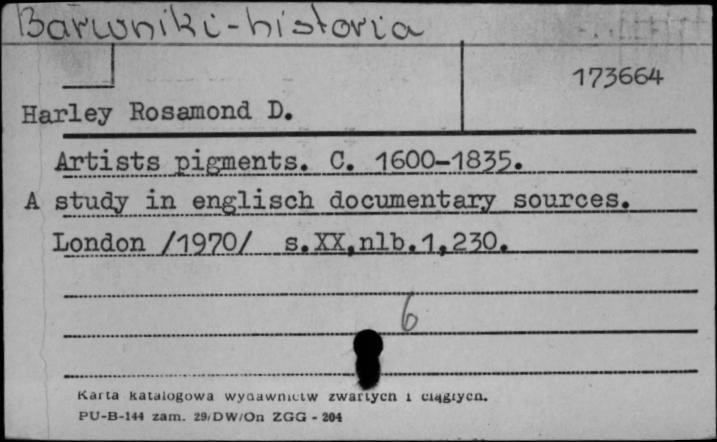 Barwniki - historia
173664
Harley Rosamond D.
Artists pigments. C. 1600-1835.
A study in englisch documentary sources.
London /1970/ s.XX,nlb.1,230.
6
Karta katalogowa wydawnictw zwartych i ciągłych.
PU-B-144 zam. 29/DW/On ZGG - 204